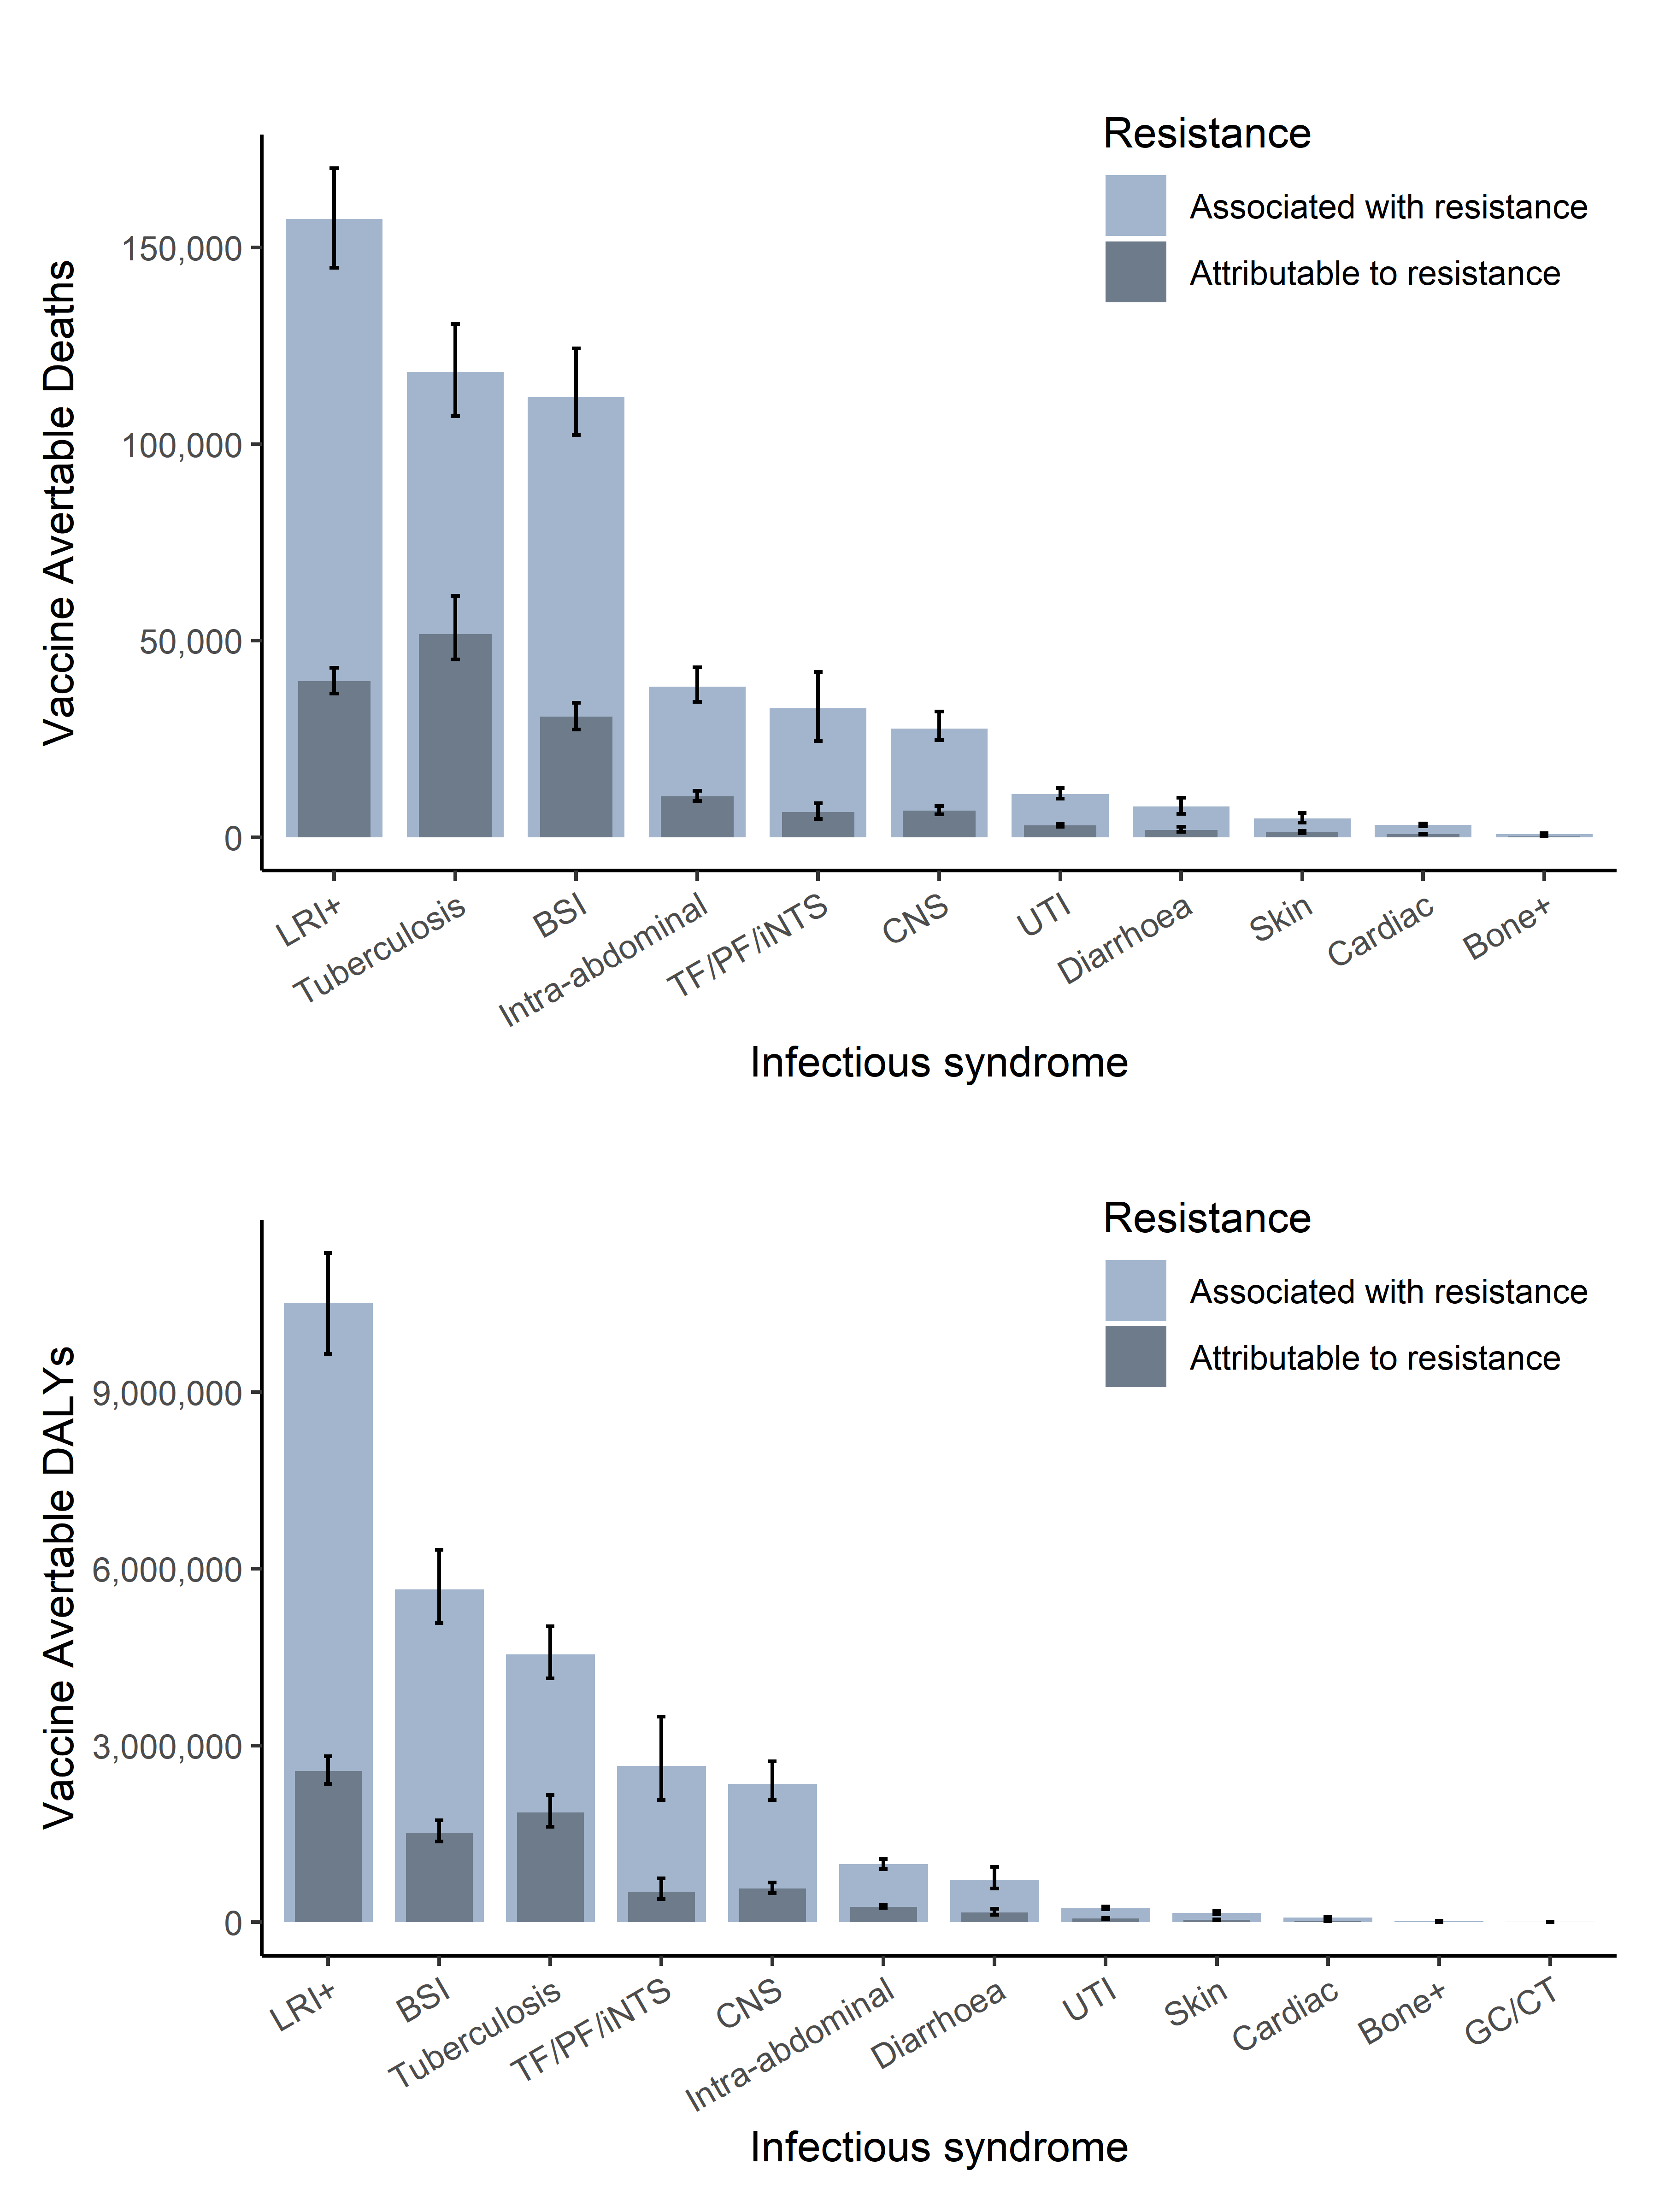 Resistance
Associated with resistance
Attributable to resistance
Vaccine Avertable Deaths
150,000
100,000
50,000
0
LRI+
Tuberculosis
BSI
Intra-abdominal
TF/PF/iNTS
CNS
UTI
Diarrhoea
Skin
Cardiac
Bone+
Infectious syndrome
Resistance
Associated with resistance
Attributable to resistance
Vaccine Avertable DALYs
9,000,000
6,000,000
3,000,000
0
LRI+
BSI
Tuberculosis
TF/PF/iNTS
CNS
Intra-abdominal
Diarrhoea
UTI
Skin
Cardiac
Bone+
GC/CT
Infectious syndrome